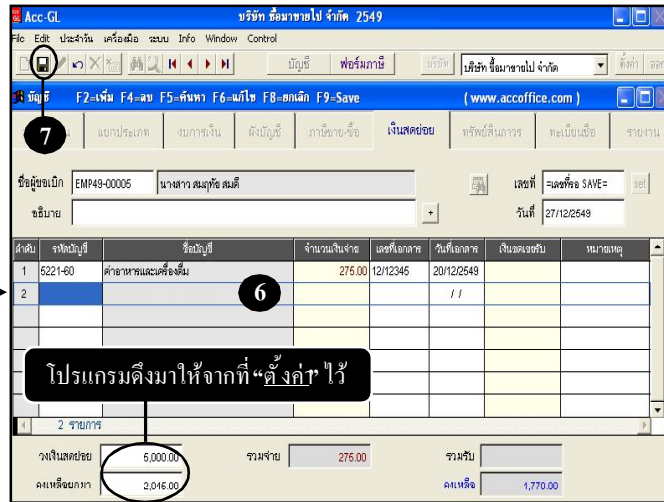 Acc-GL บริษัท ซื้อมาขายไป จำกัด 2549
File Edit ประจำวัน เครื่องมือ ระบบ Info Window Control
บัญชี ฟอร์มภาษี บริษัท บริษัท ซื้อมาขายไป จำกัด ตั้งค่า ออก
บัญชี F2=เพิ่ม F4=ลบ F5=ค้นหา F6=แก้ไข F8=ยกเลิก F9=Save ( www.accoffice.com )
7 แยกประเภท งบการเงิน ผังบัญชี ภาษีขาย-ซื้อ เงินสดย่อย ทรัพย์สินถาวร ทะเบียนชื่อ รายงาน
ชื่อผู้ขอเบิก EMP49-00005 นางสาว สมฤทัย สมดี เลขที่ =เลขที่รอ SAVE= set
อธิบาย + วันที่ 27/12/2549
ลำดับ รหัสบัญชี ชื่อบัญชี จำนวนเงินจ่าย เลขที่เอกสาร วันที่เอกสาร เงินชดเชยรับ หมายเหตุ
1 5221-60 ค่าอาหารและเครื่องดื่ม 275.00 12/12345 20/12/2549
2 6 / /
โปรแกรมดึงมาให้จากที่ “ตั้งค่า” ไว้
2 รายการ
วงเงินสดย่อย 5,000.00 รวมจ่าย 275.00 รวมรับ
คงเหลือยกมา 2,045.00 คงเหลือ 1,770.00